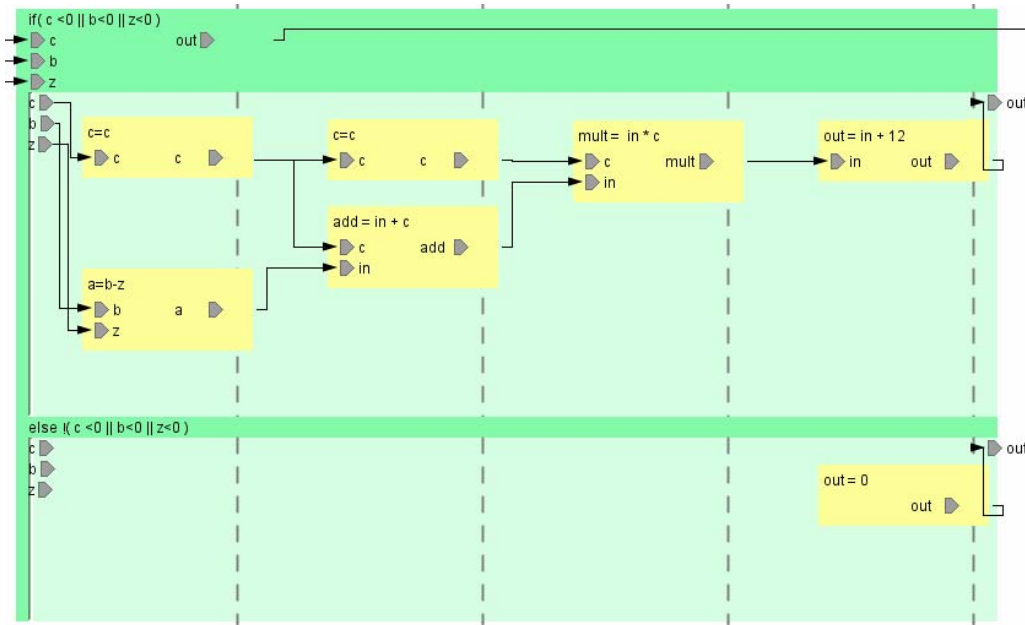 if( c <0 || b<0 || z<0 )
c out
b
z
c out
b
z
c=c
c c
c=c
c c
mult= in * c
c mult
in
out= in + 12
in out
add = in + c
c add
in
a=b-z
b a
z
else !( c <0 || b<0 || z<0 )
c out
b
z
out= 0
out